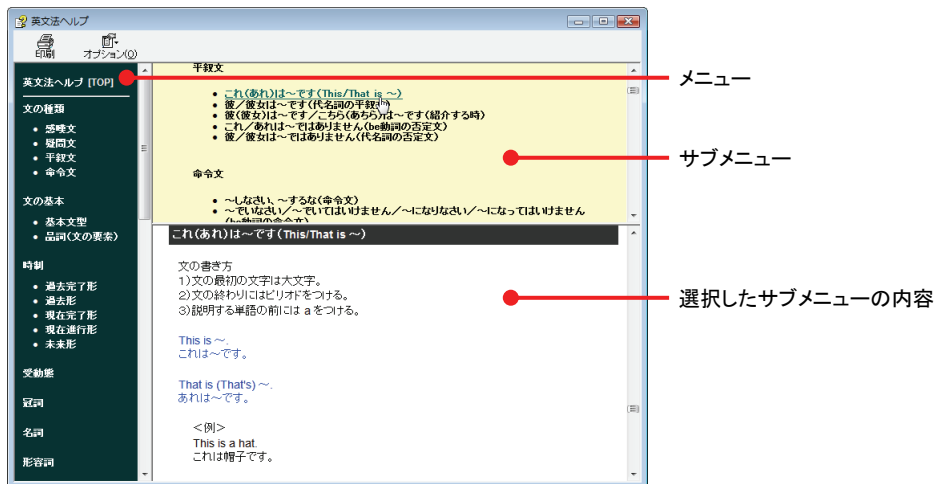 英文法ヘルプ
印刷
オプション(O)
英文法ヘルプ [TOP]
文の種類
• 感嘆文
• 疑問文
• 平叙文
• 命令文
文の基本
• 基本文型
• 品詞(文の要素)
時制
• 過去完了形
• 過去形
• 現在完了形
• 現在進行形
• 未来形
受動態
冠詞
名詞
形容詞
平叙文
• これ(あれ)は~です(This/That is ~)
• 彼/彼女は~です(代名詞の平叙文)
• 彼(彼女)は~です/こちら(あちら)は~です(紹介する時)
• これ/あれは~ではありません(be動詞の否定文)
• 彼/彼女は~ではありません(代名詞の否定文)
命令文
• ~しなさい、~するな(命令文)
• ~でいなさい/~でいてはいけません/~になりなさい/~になってはいけません
(be動詞の命令文)
これ(あれ)は~です(This/That is ~)
文の書き方
1)文の最初の文字は大文字。
2)文の終わりにはピリオドをつける。
3)説明する単語の前には a をつける。
This is ~.
これは~です。
That is (That's) ~.
あれは~です。
<例>
This is a hat.
これは帽子です。
メニュー
サブメニュー
選択したサブメニューの内容